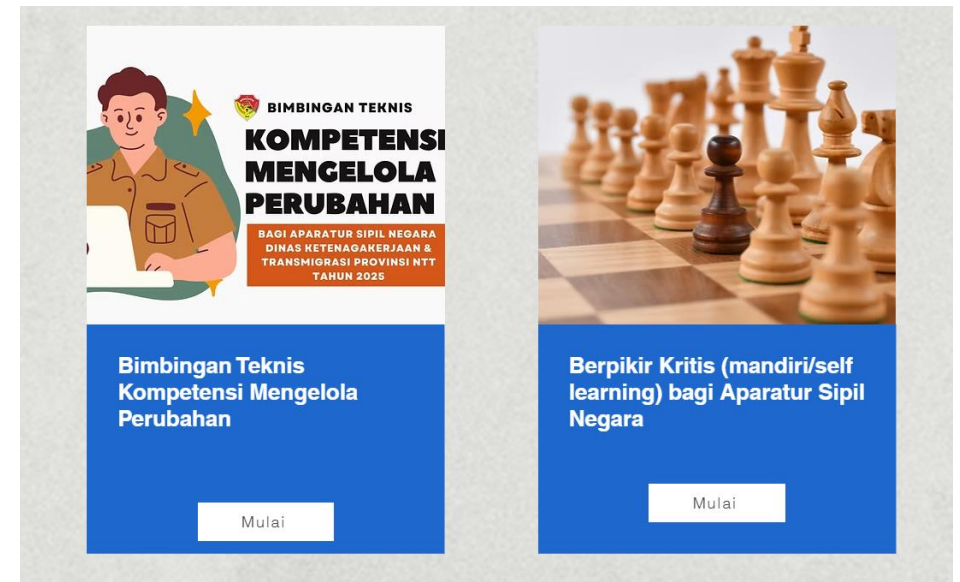 BIMBINGAN TEKNIS
KOMPETENSI
MENGELOLA
PERUBAHAN
BAGI APARATUR SIPIL NEGARA
DINAS KETENAGAKERJAAN &
TRANSMIGRASI PROVINSI NTT
TAHUN 2025
Bimbingan Teknis
Kompetensi Mengelola
Perubahan
Mulai
Berpikir Kritis (mandiri/self
learning) bagi Aparatur Sipil
Negara
Mulai